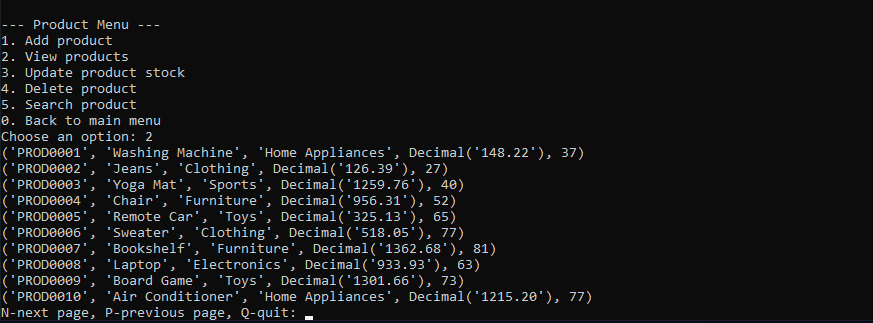 --- Product Menu ---
1. Add product
2. View products
3. Update product stock
4. Delete product
5. Search product
0. Back to main menu
Choose an option: 2
('PROD0001', 'Washing Machine', 'Home Appliances', Decimal('148.22'), 37)
('PROD0002', 'Jeans', 'Clothing', Decimal('126.39'), 27)
('PROD0003', 'Yoga Mat', 'Sports', Decimal('1259.76'), 40)
('PROD0004', 'Chair', 'Furniture', Decimal('956.31'), 52)
('PROD0005', 'Remote Car', 'Toys', Decimal('325.13'), 65)
('PROD0006', 'Sweater', 'Clothing', Decimal('518.05'), 77)
('PROD0007', 'Bookshelf', 'Furniture', Decimal('1362.68'), 81)
('PROD0008', 'Laptop', 'Electronics', Decimal('933.93'), 63)
('PROD0009', 'Board Game', 'Toys', Decimal('1301.66'), 73)
('PROD0010', 'Air Conditioner', 'Home Appliances', Decimal('1215.20'), 77)
N-next page, P-previous page, Q-quit: